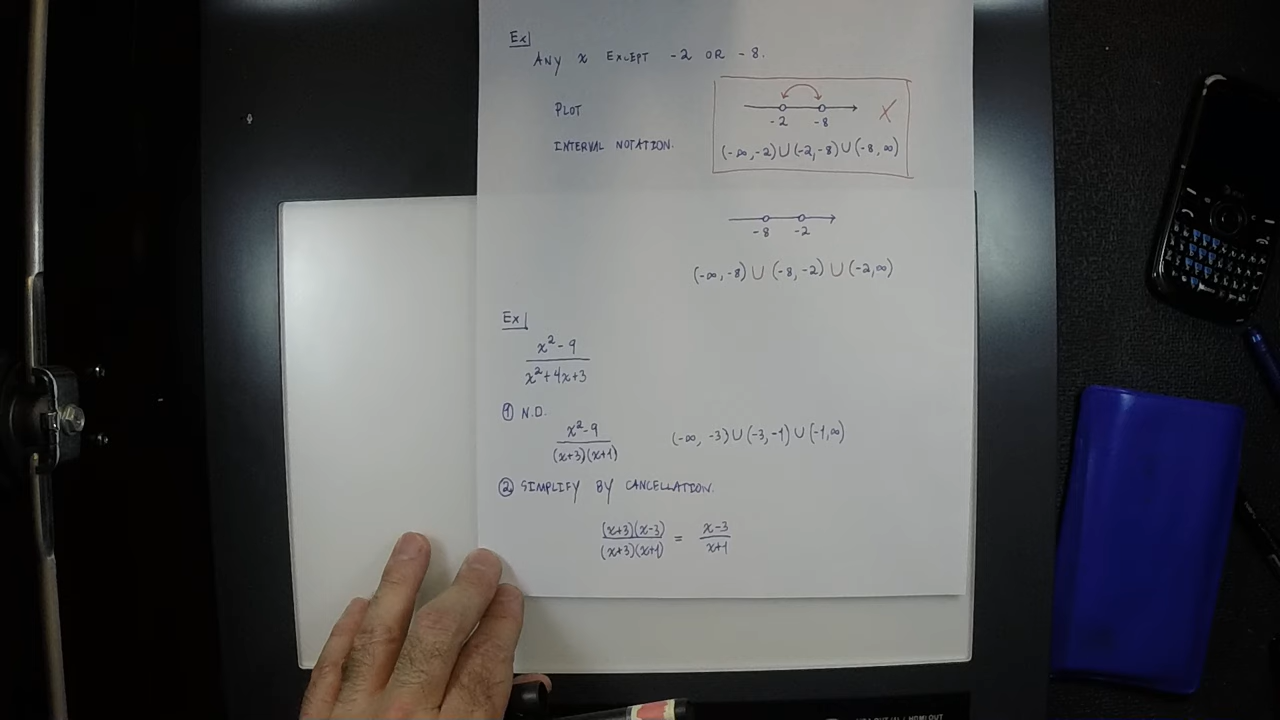 Ex
ANY x EXCEPT -2 OR -8.
PLOT
-2 -8
X
INTERVAL NOTATION.
(-∞, -2) ∪ (-2, -8) ∪ (-8, ∞)
-8 -2
(-∞, -8) ∪ (-8, -2) ∪ (-2, ∞)
Ex
x² - 9
x² + 4x + 3
① N.D.
x² - 9
(x+3)(x+1)
(-∞, -3) ∪ (-3, -1) ∪ (-1, ∞)
② SIMPLIFY BY CANCELLATION.
(x+3)(x-3) = x-3
(x+3)(x+1) x+1